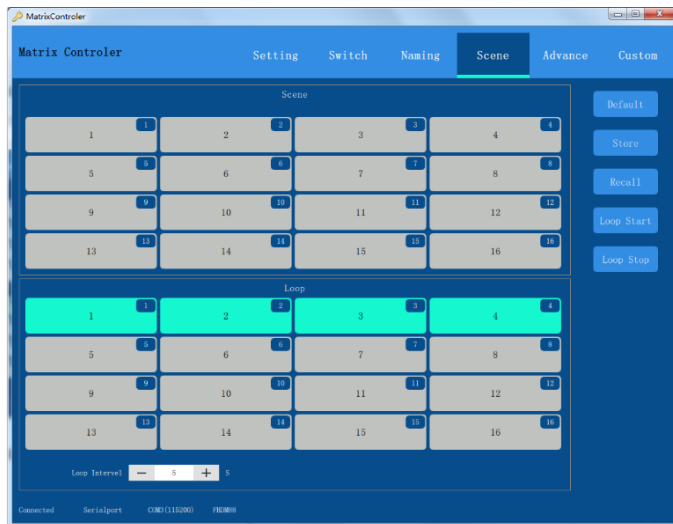 MatrixControler
Matrix Controler Setting Switch Naming Scene Advance Custom
Scene
1 1 2 2 3 3 4 4
5 5 6 6 7 7 8 8
9 9 10 10 11 11 12 12
13 13 14 14 15 15 16 16
Default
Store
Recall
Loop Start
Loop Stop
Loop
1 1 2 2 3 3 4 4
5 5 6 6 7 7 8 8
9 9 10 10 11 11 12 12
13 13 14 14 15 15 16 16
Loop Intervel — 5 + S
Connected Serialport COM3(115200)